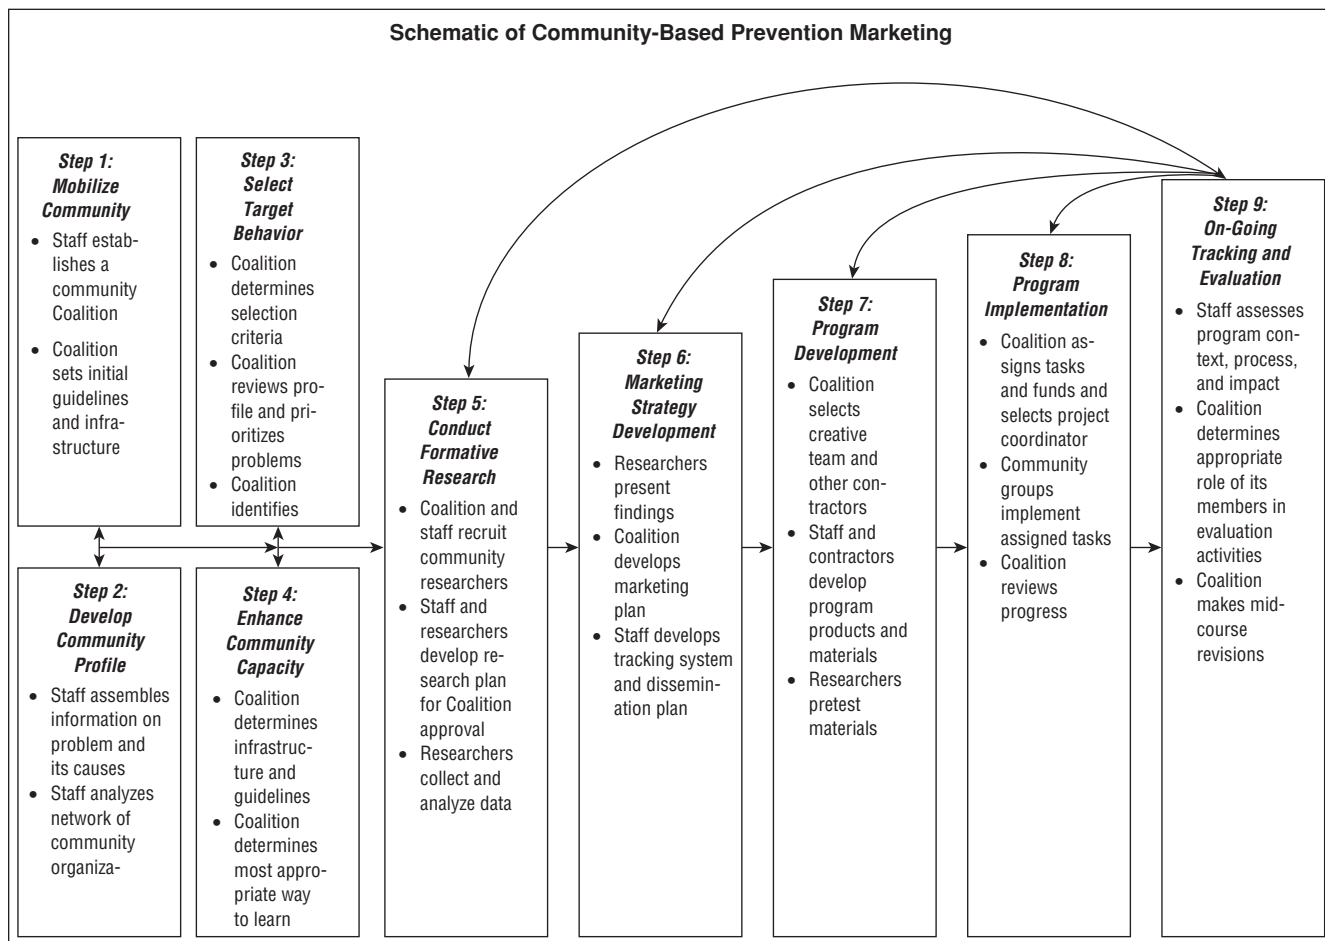 Schematic of Community-Based Prevention Marketing
Step 1:
Mobilize
Community
• Staff estab-
lishes a
community
Coalition
• Coalition
sets initial
guidelines
and infra-
structure
Step 2:
Develop
Community
Profile
• Staff assembles
information on
problem and
its causes
• Staff analyzes
network of
community
organiza-
Step 3:
Select
Target
Behavior
• Coalition
determines
selection
criteria
• Coalition
reviews pro-
file and pri-
oritizes
problems
• Coalition
identifies
Step 4:
Enhance
Community
Capacity
• Coalition
determines
infrastruc-
ture and
guidelines
• Coalition
determines
most appro-
priate way
to learn
Step 5:
Conduct
Formative
Research
• Coalition and
staff recruit
community
researchers
• Staff and
researchers
develop re-
search plan
for Coalition
approval
• Researchers
collect and
analyze data
Step 6:
Marketing
Strategy
Development
• Researchers
present
findings
• Coalition
develops
marketing
plan
• Staff develops
tracking system
and dissemin-
ation plan
Step 7:
Program
Development
• Coalition
selects
creative
team and
other con-
tractors
• Staff and
contractors
develop
program
products and
materials
• Researchers
pretest
materials
Step 8:
Program
Implementation
• Coalition as-
signs tasks
and funds and
selects project
coordinator
• Community
groups
implement
assigned tasks
• Coalition
reviews
progress
Step 9:
On-Going
Tracking and
Evaluation
• Staff assesses
program con-
text, process,
and impact
• Coalition
determines
appropriate
role of its
members in
evaluation
activities
• Coalition
makes mid-
course
revisions